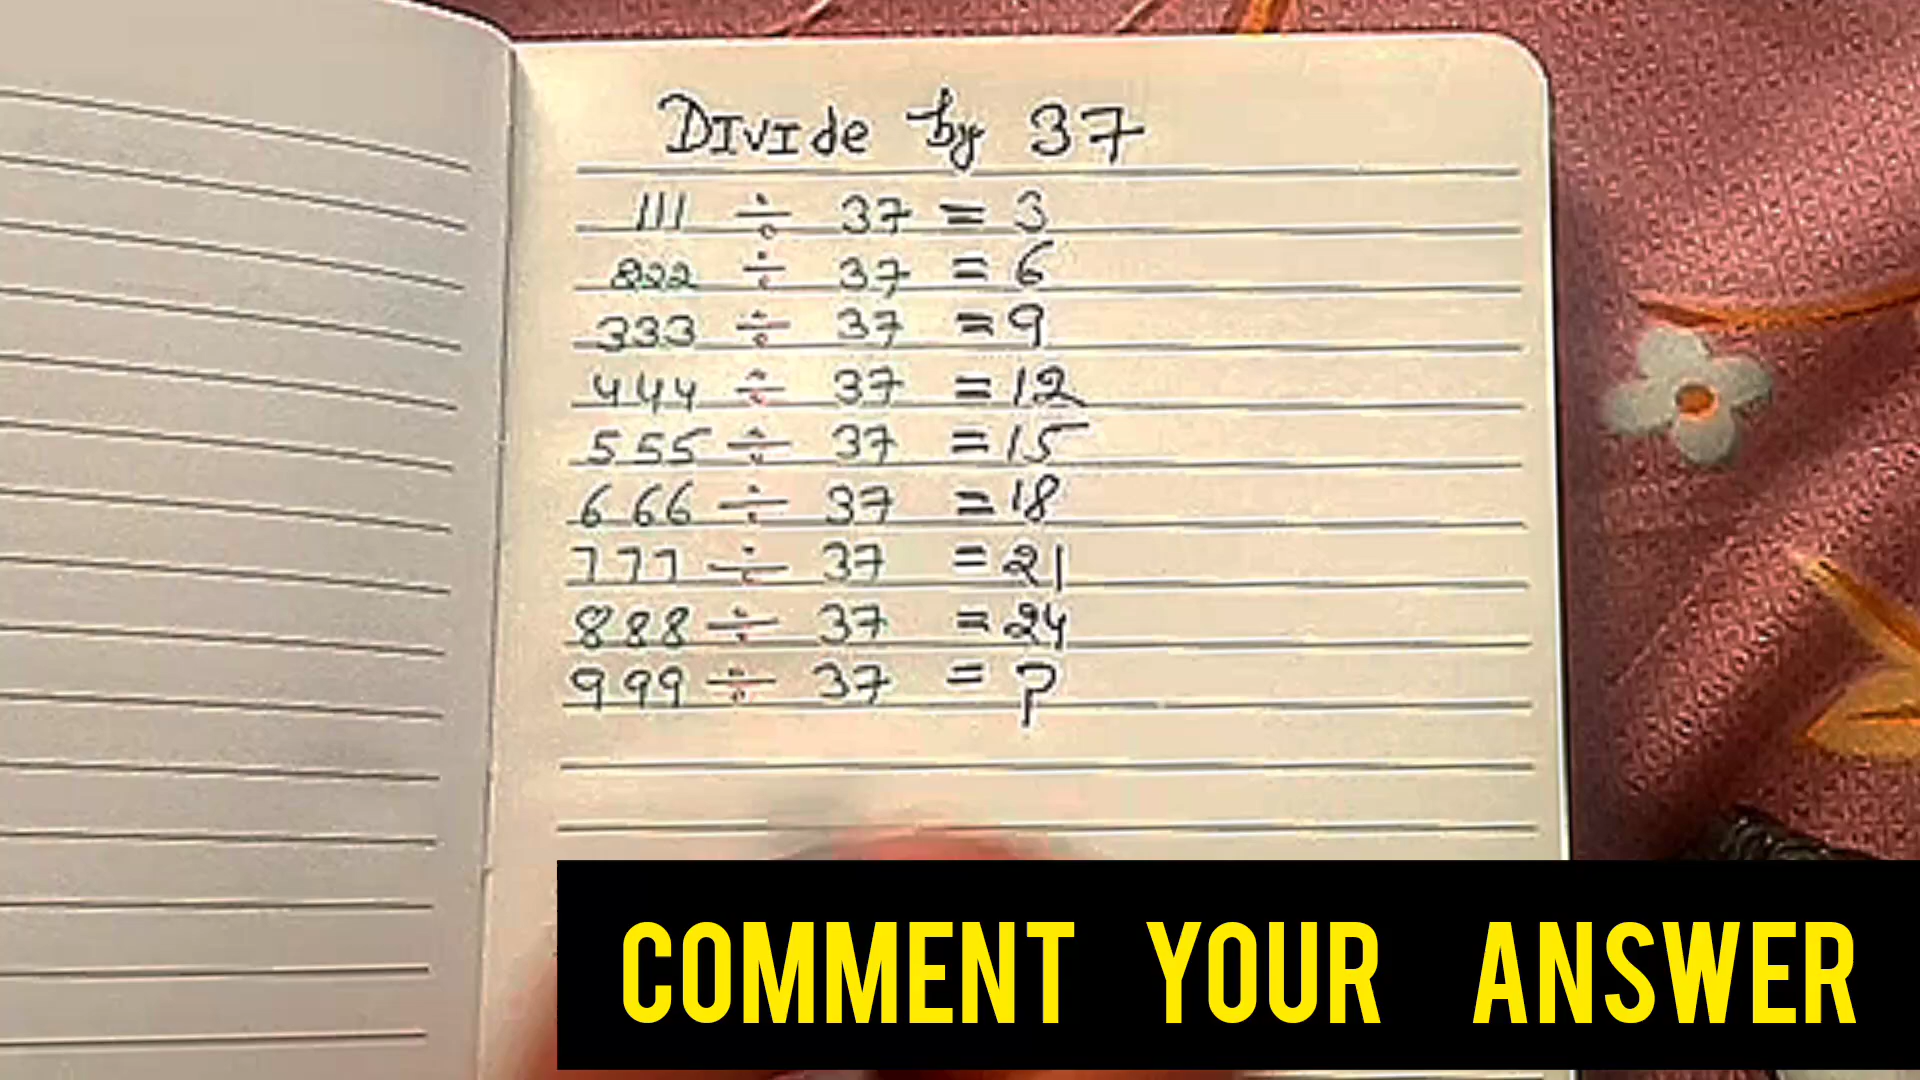 DIVIde by 37
111 ÷ 37 = 3
222 ÷ 37 = 6
333 ÷ 37 = 9
444 ÷ 37 = 12
555 ÷ 37 = 15
666 ÷ 37 = 18
777 ÷ 37 = 21
888 ÷ 37 = 24
999 ÷ 37 = ?
COMMENT YOUR ANSWER